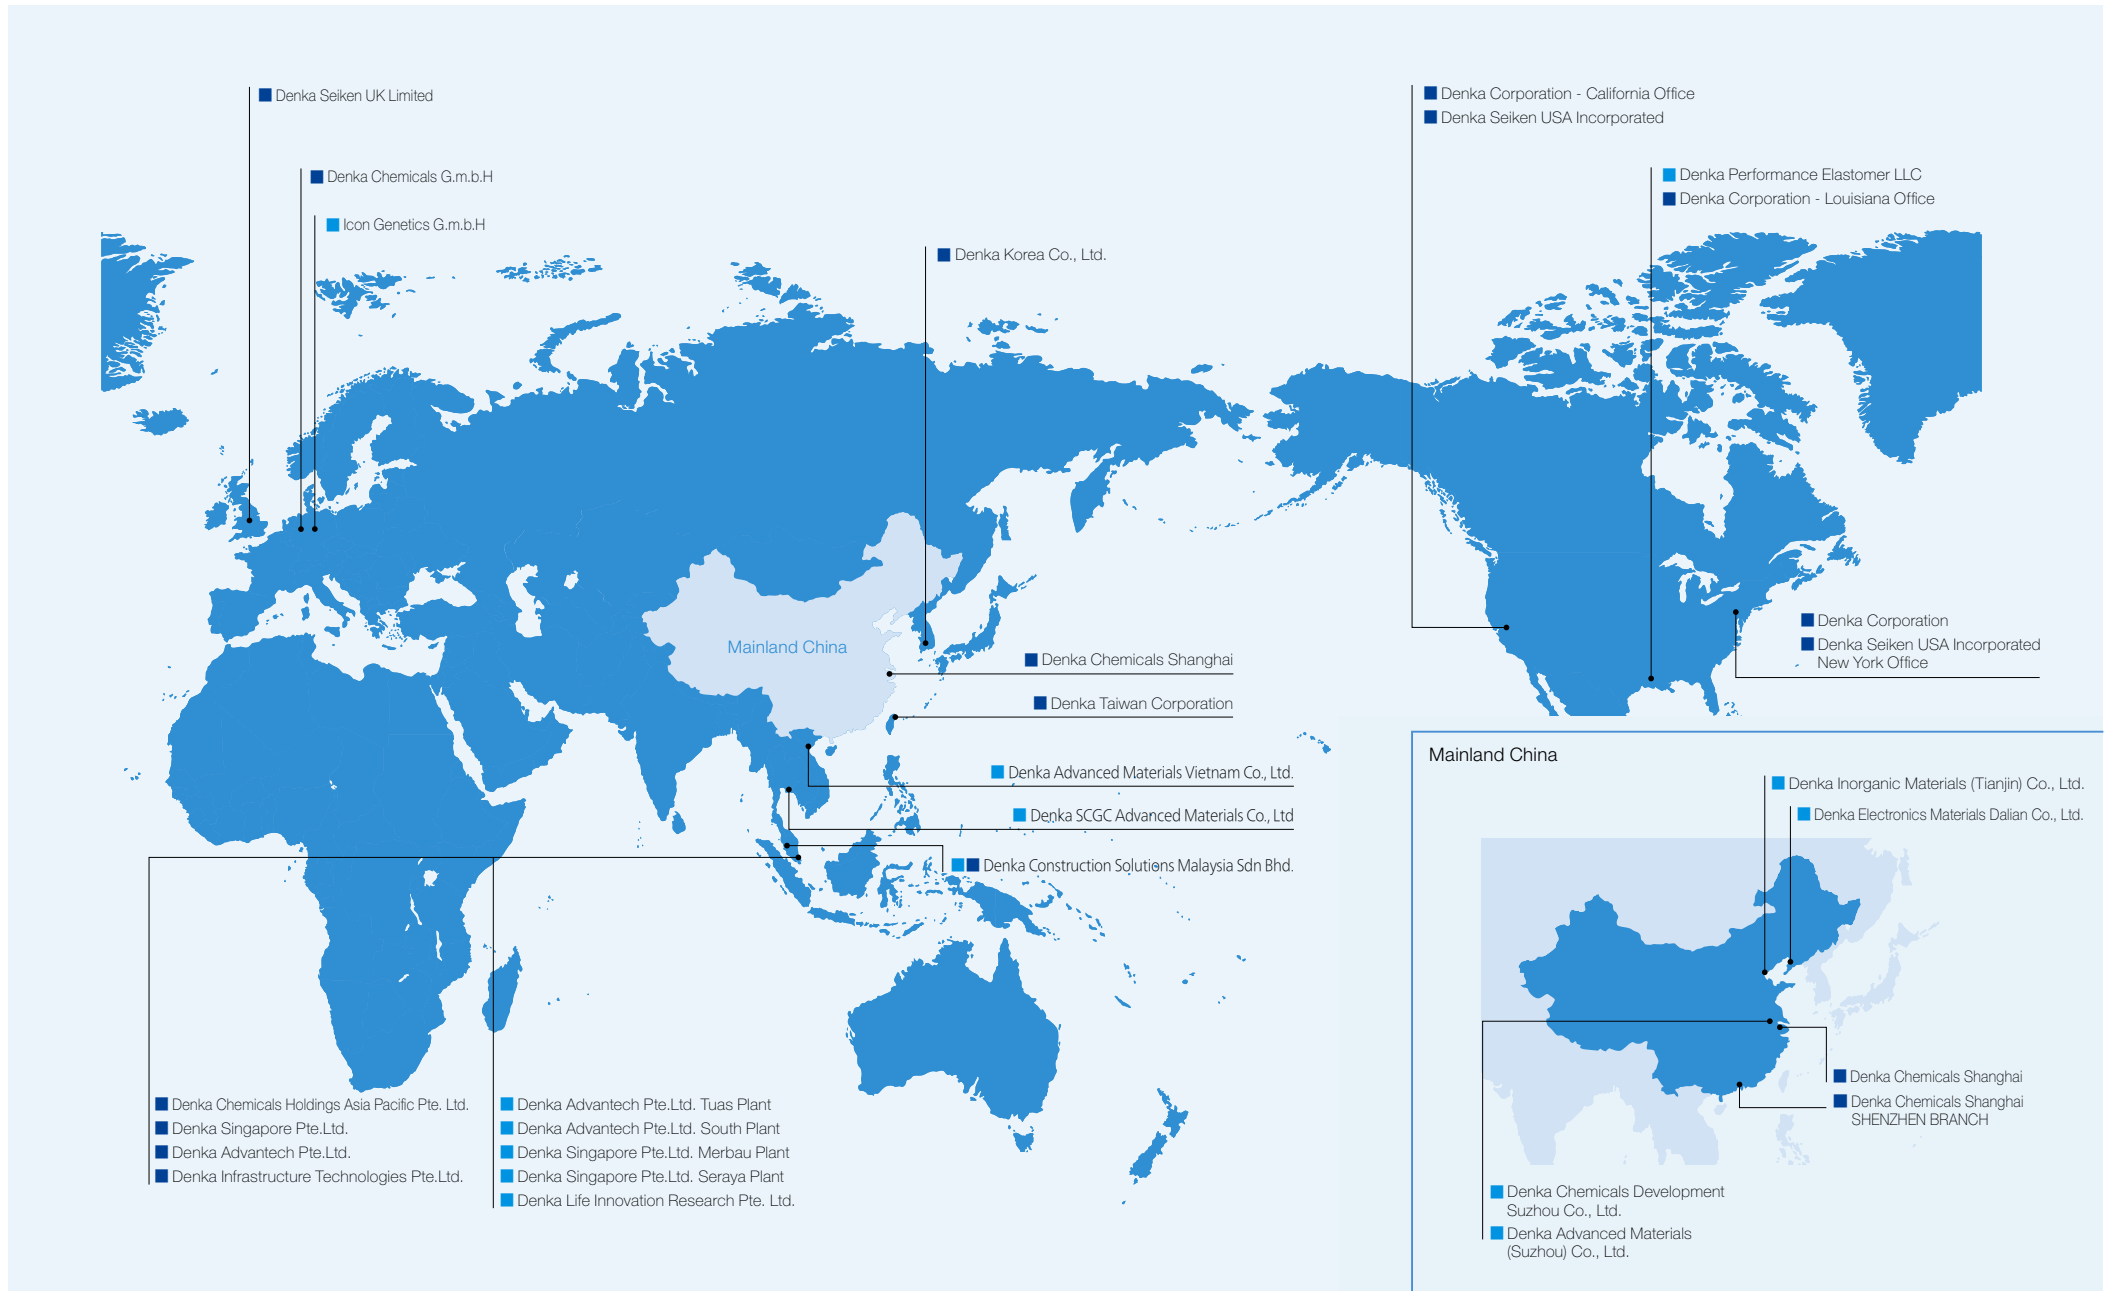 Denka Seiken UK Limited
Denka Chemicals G.m.b.H
Icon Genetics G.m.b.H
Denka Korea Co., Ltd.
Denka Corporation - California Office
Denka Seiken USA Incorporated
Denka Performance Elastomer LLC
Denka Corporation - Louisiana Office
Denka Corporation
Denka Seiken USA Incorporated
New York Office
Mainland China
Denka Chemicals Shanghai
Denka Taiwan Corporation
Denka Advanced Materials Vietnam Co., Ltd.
Denka SCGC Advanced Materials Co., Ltd
Denka Construction Solutions Malaysia Sdn Bhd.
Denka Chemicals Holdings Asia Pacific Pte. Ltd.
Denka Singapore Pte.Ltd.
Denka Advantech Pte.Ltd.
Denka Infrastructure Technologies Pte.Ltd.
Denka Advantech Pte.Ltd. Tuas Plant
Denka Advantech Pte.Ltd. South Plant
Denka Singapore Pte.Ltd. Merbau Plant
Denka Singapore Pte.Ltd. Seraya Plant
Denka Life Innovation Research Pte. Ltd.
Mainland China
Denka Inorganic Materials (Tianjin) Co., Ltd.
Denka Electronics Materials Dalian Co., Ltd.
Denka Chemicals Shanghai
Denka Chemicals Shanghai
SHENZHEN BRANCH
Denka Chemicals Development
Suzhou Co., Ltd.
Denka Advanced Materials
(Suzhou) Co., Ltd.